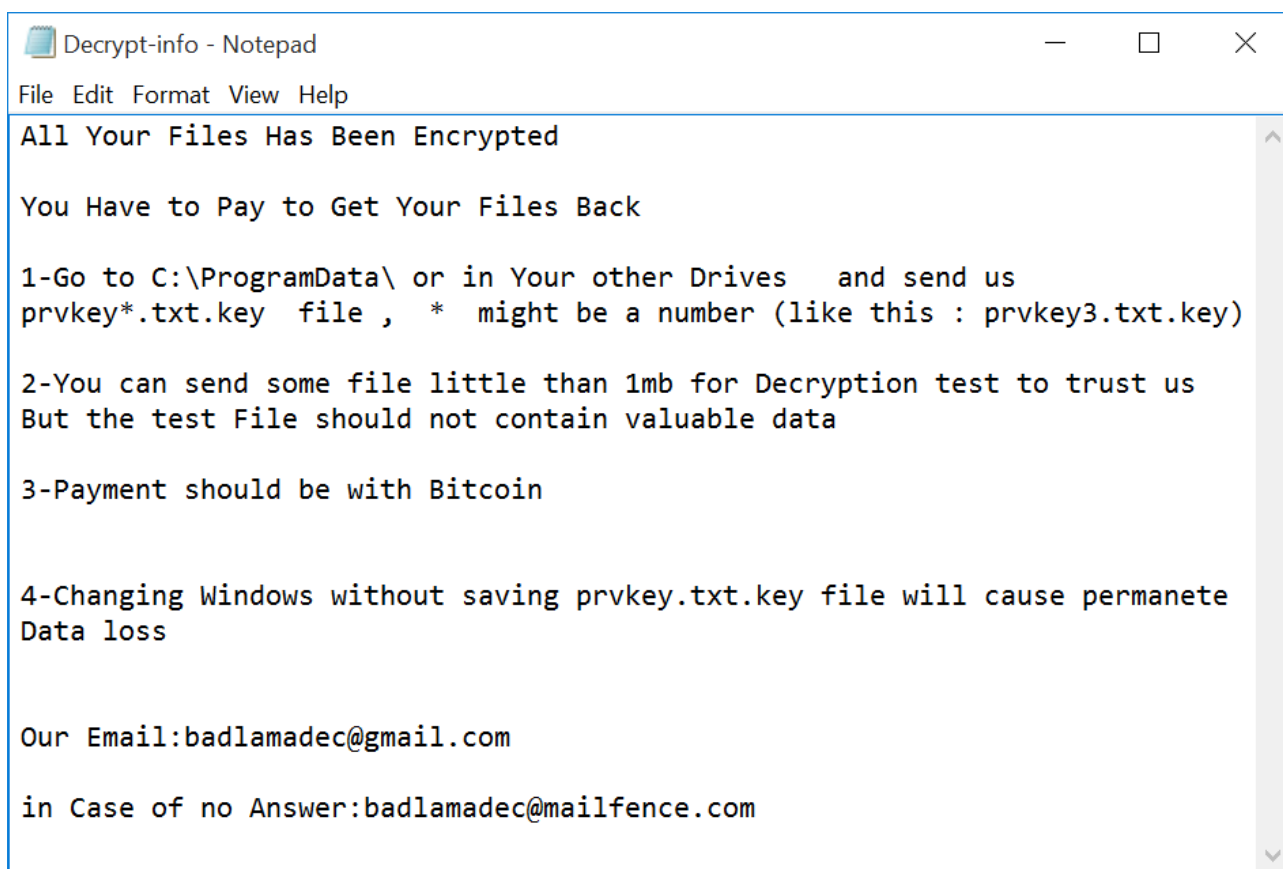 Decrypt-info - Notepad
File Edit Format View Help
All Your Files Has Been Encrypted
You Have to Pay to Get Your Files Back
1-Go to C:\ProgramData\ or in Your other Drives   and send us
prvkey*.txt.key  file ,  *  might be a number (like this : prvkey3.txt.key)
2-You can send some file little than 1mb for Decryption test to trust us
But the test File should not contain valuable data
3-Payment should be with Bitcoin
4-Changing Windows without saving prvkey.txt.key file will cause permanete
Data loss
Our Email:badlamadec@gmail.com
in Case of no Answer:badlamadec@mailfence.com